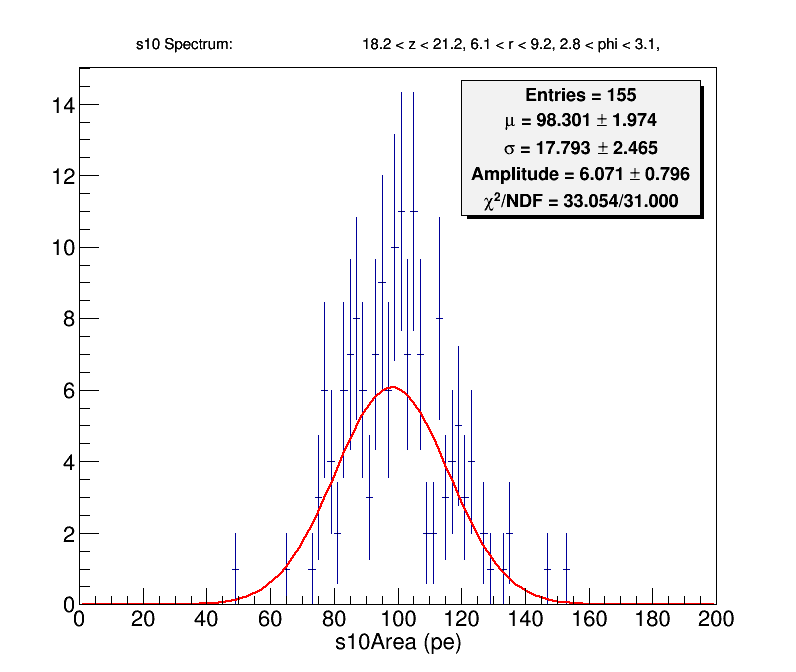 s10 Spectrum: 18.2 < z < 21.2, 6.1 < r < 9.2, 2.8 < phi < 3.1,
Entries = 155
μ = 98.301 ± 1.974
σ = 17.793 ± 2.465
Amplitude = 6.071 ± 0.796
χ²/NDF = 33.054/31.000
14
12
10
8
6
4
2
0
0 20 40 60 80 100 120 140 160 180 200
s10Area (pe)